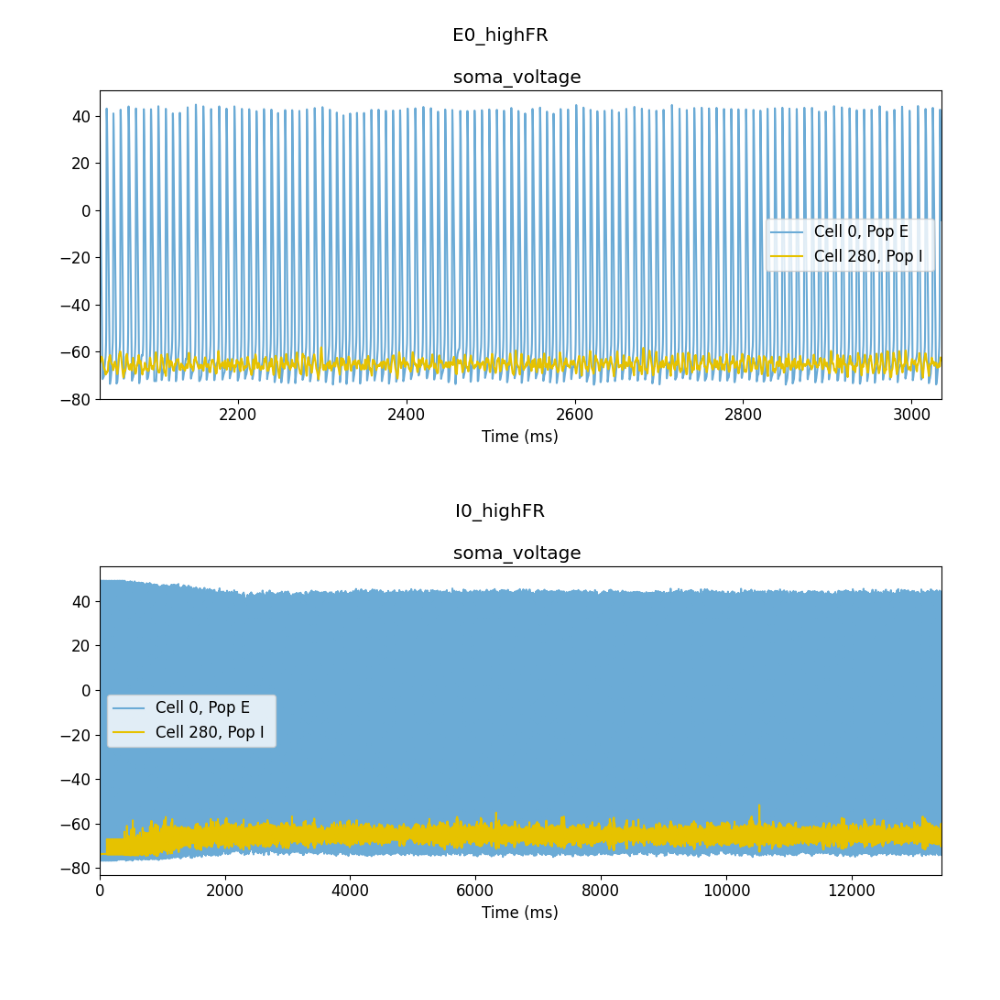 E0_highFR
soma_voltage
40
20
0
−20
−40
−60
−80
Cell 0, Pop E
Cell 280, Pop I
2200 2400 2600 2800 3000
Time (ms)
I0_highFR
soma_voltage
40
20
0
−20
−40
−60
−80
Cell 0, Pop E
Cell 280, Pop I
0 2000 4000 6000 8000 10000 12000
Time (ms)